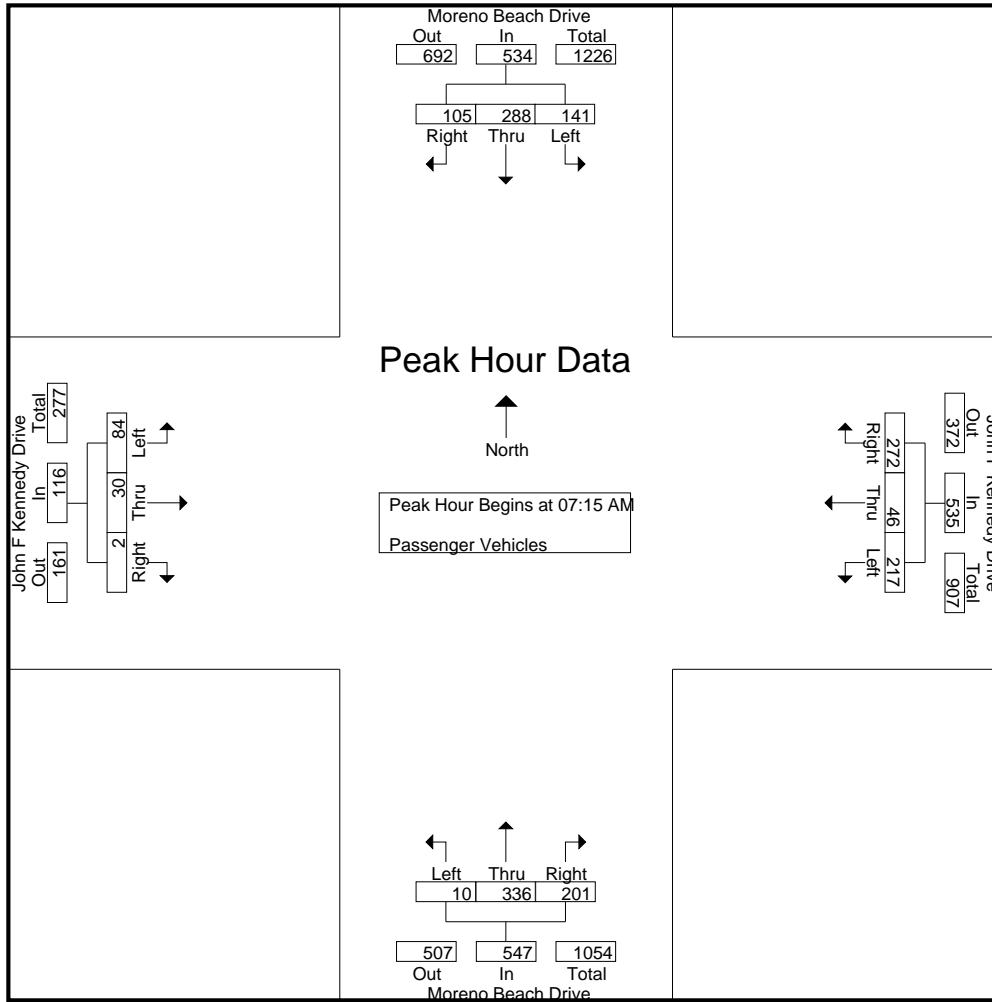 Moreno Beach Drive
Out In Total
692 534 1226
105 288 141
Right Thru Left
Peak Hour Data
North
Peak Hour Begins at 07:15 AM
Passenger Vehicles
John F Kennedy Drive
Total In Out
277 116 161
84 30 2
Left Thru Right
Right Thru Left
272 46 217
Out In Total
372 535 907
John F Kennedy Drive
Left Thru Right
10 336 201
507 547 1054
Out In Total
Moreno Beach Drive